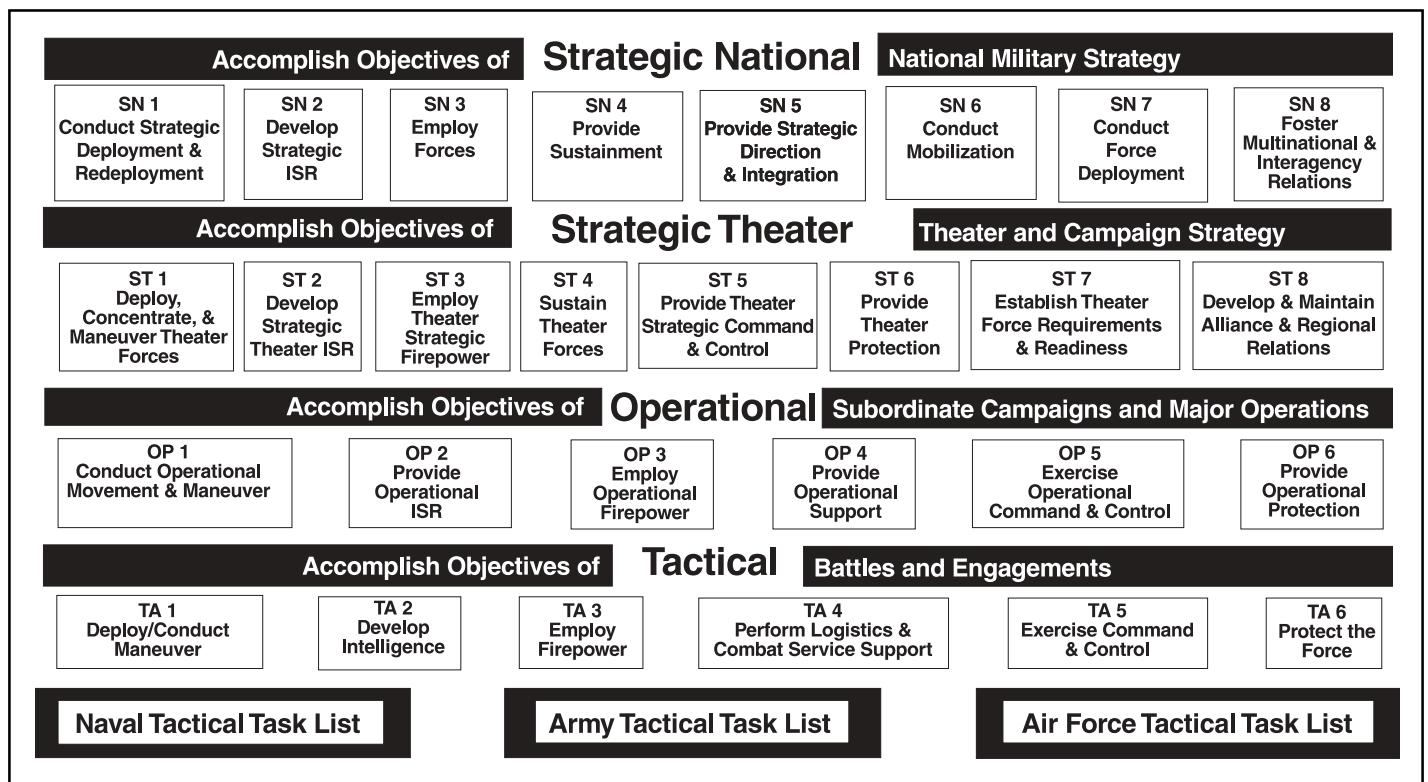 Accomplish Objectives of Strategic National National Military Strategy
SN 1
Conduct Strategic
Deployment &
Redeployment
SN 2
Develop
Strategic
ISR
SN 3
Employ
Forces
SN 4
Provide
Sustainment
SN 5
Provide Strategic
Direction
& Integration
SN 6
Conduct
Mobilization
SN 7
Conduct
Force
Deployment
SN 8
Foster
Multinational &
Interagency
Relations
Accomplish Objectives of Strategic Theater Theater and Campaign Strategy
ST 1
Deploy,
Concentrate, &
Maneuver Theater
Forces
ST 2
Develop
Strategic
Theater ISR
ST 3
Employ
Theater
Strategic
Firepower
ST 4
Sustain
Theater
Forces
ST 5
Provide Theater
Strategic Command
& Control
ST 6
Provide
Theater
Protection
ST 7
Establish Theater
Force Requirements
& Readiness
ST 8
Develop & Maintain
Alliance & Regional
Relations
Accomplish Objectives of Operational Subordinate Campaigns and Major Operations
OP 1
Conduct Operational
Movement & Maneuver
OP 2
Provide
Operational
ISR
OP 3
Employ
Operational
Firepower
OP 4
Provide
Operational
Support
OP 5
Exercise
Operational
Command & Control
OP 6
Provide
Operational
Protection
Accomplish Objectives of Tactical Battles and Engagements
TA 1
Deploy/Conduct
Maneuver
TA 2
Develop
Intelligence
TA 3
Employ
Firepower
TA 4
Perform Logistics &
Combat Service Support
TA 5
Exercise Command
& Control
TA 6
Protect the
Force
Naval Tactical Task List
Army Tactical Task List
Air Force Tactical Task List